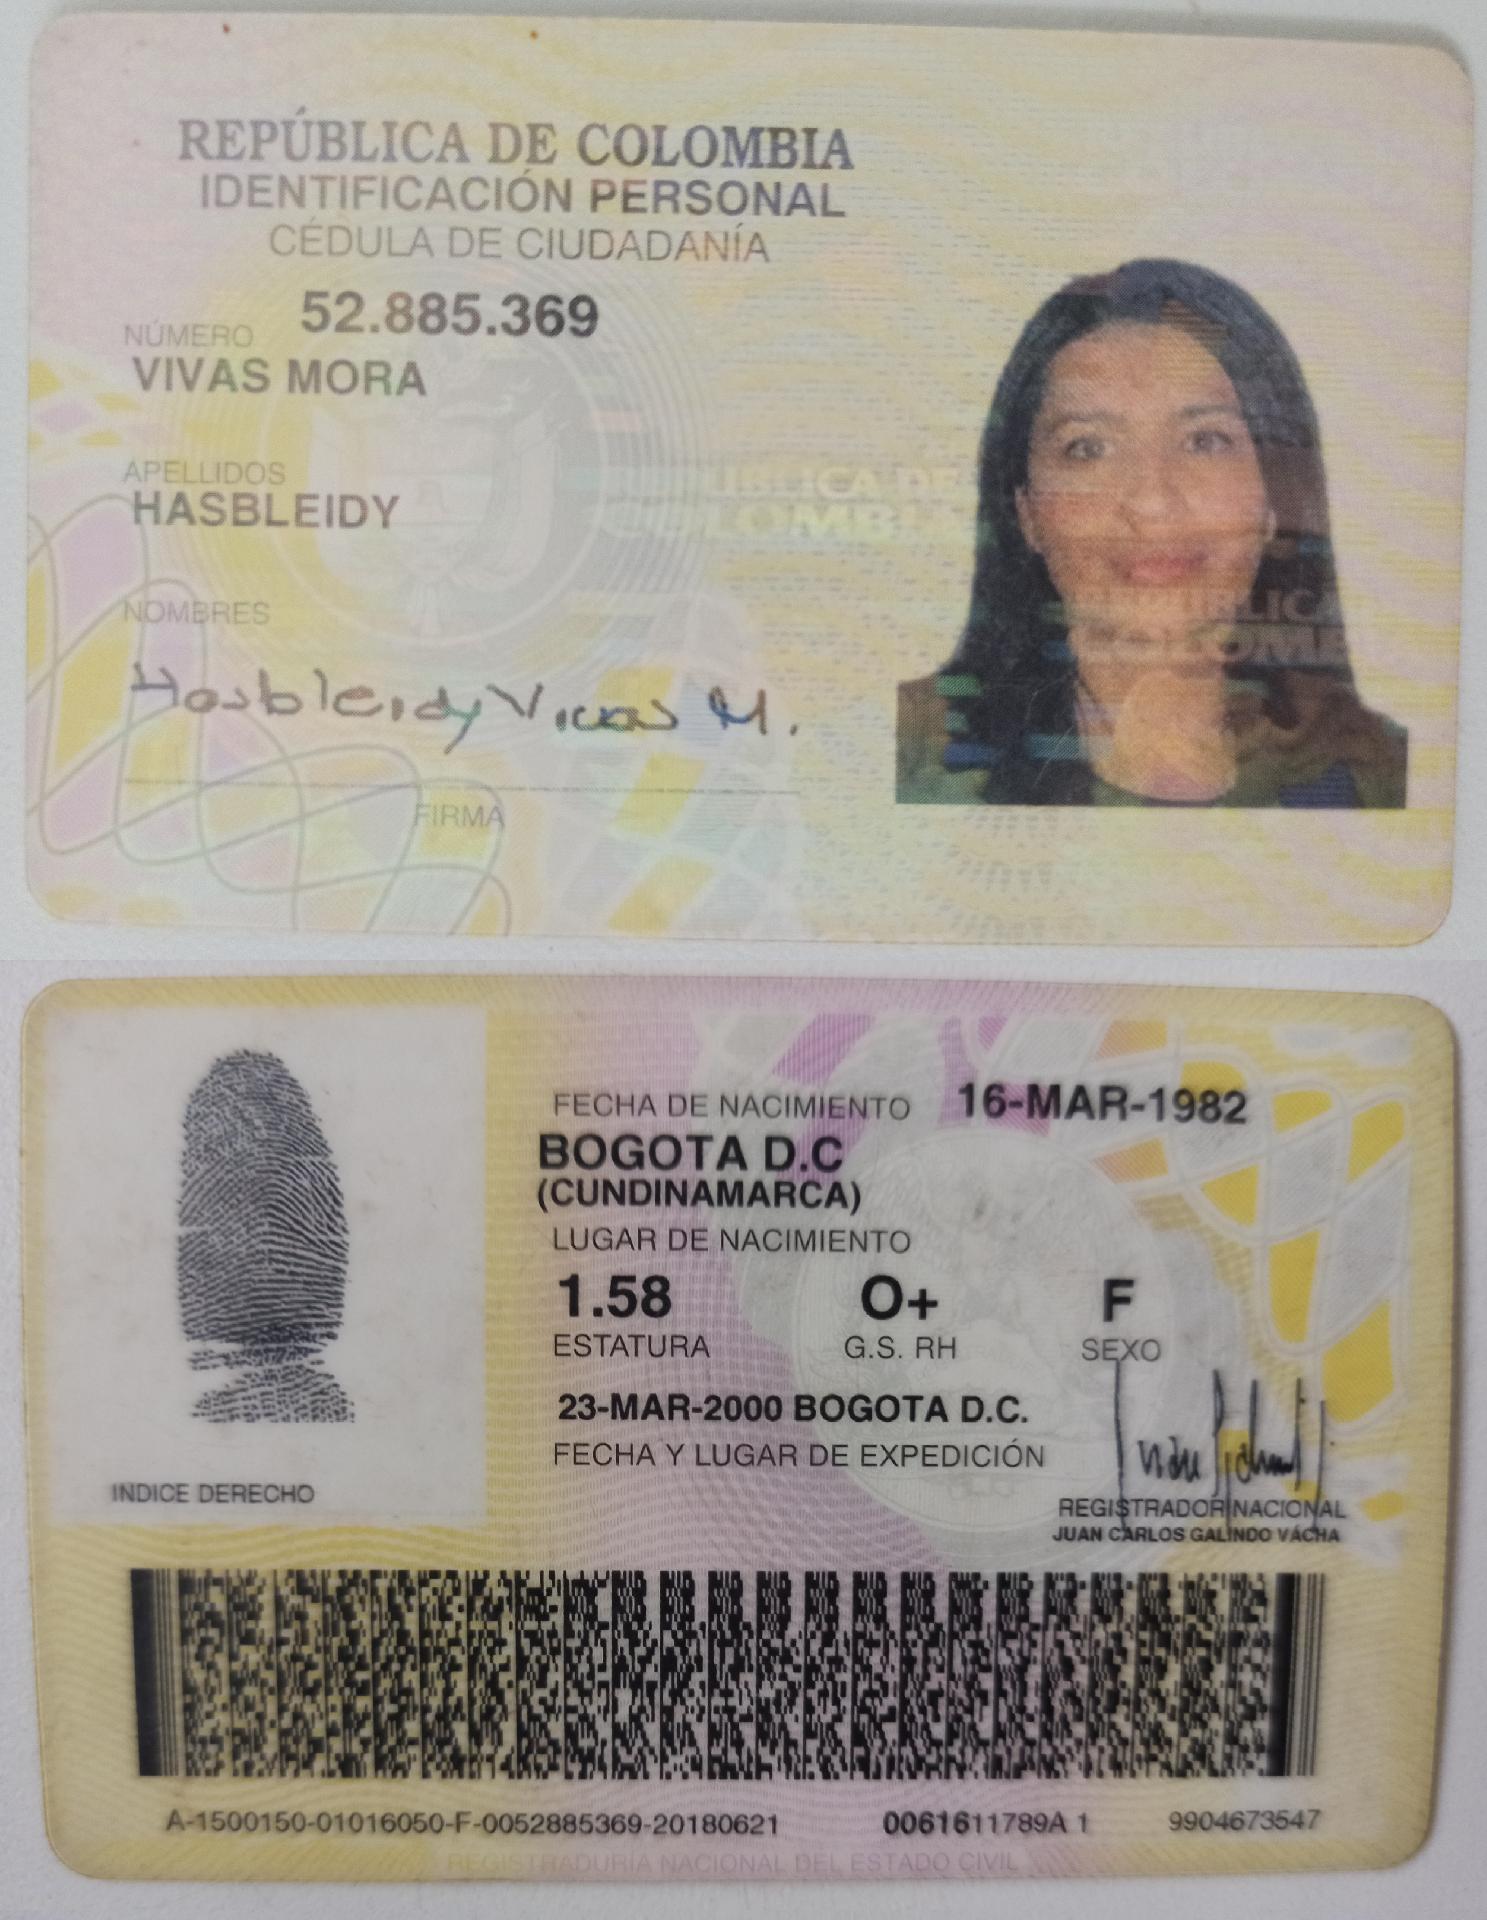 REPÚBLICA DE COLOMBIA
IDENTIFICACIÓN PERSONAL
CÉDULA DE CIUDADANÍA
NÚMERO 52.885.369
VIVAS MORA
APELLIDOS
HASBLEIDY
NOMBRES
Hasbleidy Vivas M.
FIRMA
FECHA DE NACIMIENTO 16-MAR-1982
BOGOTA D.C
(CUNDINAMARCA)
LUGAR DE NACIMIENTO
1.58 O+ F
ESTATURA G.S. RH SEXO
23-MAR-2000 BOGOTA D.C.
FECHA Y LUGAR DE EXPEDICIÓN
INDICE DERECHO
REGISTRADOR NACIONAL
JUAN CARLOS GALINDO VÁCHA
A-1500150-01016050-F-0052885369-20180621 0061611789A 1 9904673547
REGISTRADURÍA NACIONAL DEL ESTADO CIVIL